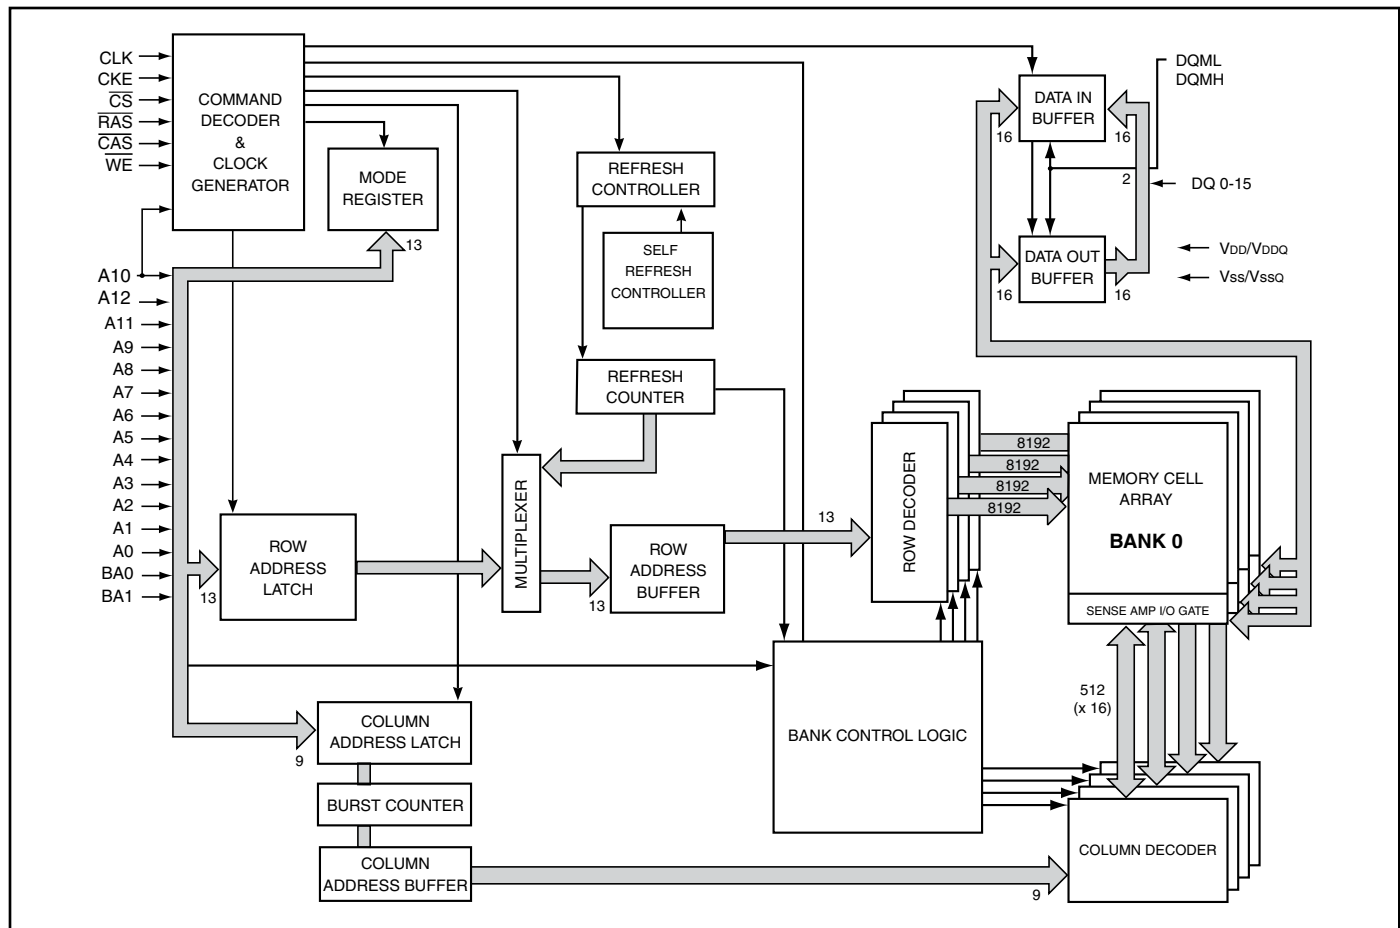 CLK
CKE
CS
RAS
CAS
WE
COMMAND
DECODER
&
CLOCK
GENERATOR
MODE
REGISTER
13
REFRESH
CONTROLLER
SELF
REFRESH
CONTROLLER
REFRESH
COUNTER
DATA IN
BUFFER
16
16
DQML
DQMH
2
DQ 0-15
DATA OUT
BUFFER
16
16
VDD/VDDQ
Vss/VssQ
A10
A12
A11
A9
A8
A7
A6
A5
A4
A3
A2
A1
A0
BA0
BA1
13
ROW
ADDRESS
LATCH
MULTIPLEXER
13
ROW
ADDRESS
BUFFER
13
ROW DECODER
8192
8192
8192
8192
MEMORY CELL
ARRAY
BANK 0
SENSE AMP I/O GATE
512
(x 16)
BANK CONTROL LOGIC
9
COLUMN
ADDRESS LATCH
BURST COUNTER
COLUMN
ADDRESS BUFFER
9
COLUMN DECODER